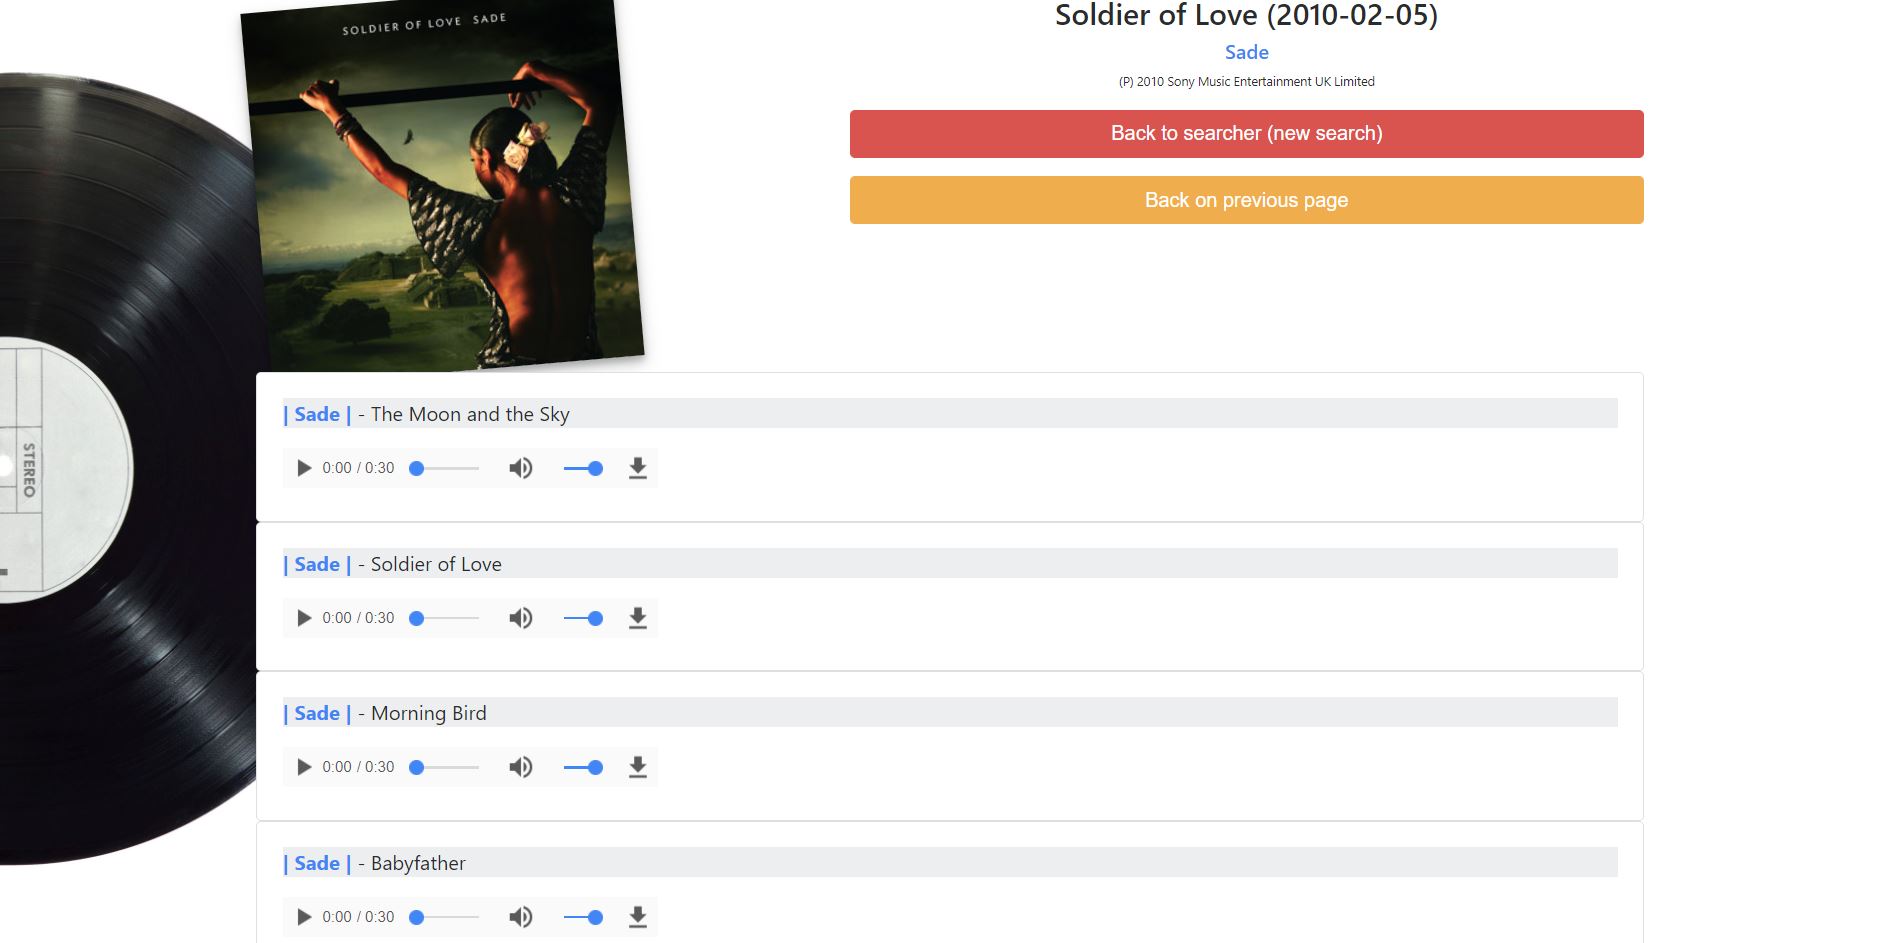 SOLDIER OF LOVE SADE
Soldier of Love (2010-02-05)
Sade
(P) 2010 Sony Music Entertainment UK Limited
Back to searcher (new search)
Back on previous page
STEREO
| Sade | - The Moon and the Sky
0:00 / 0:30
| Sade | - Soldier of Love
0:00 / 0:30
| Sade | - Morning Bird
0:00 / 0:30
| Sade | - Babyfather
0:00 / 0:30